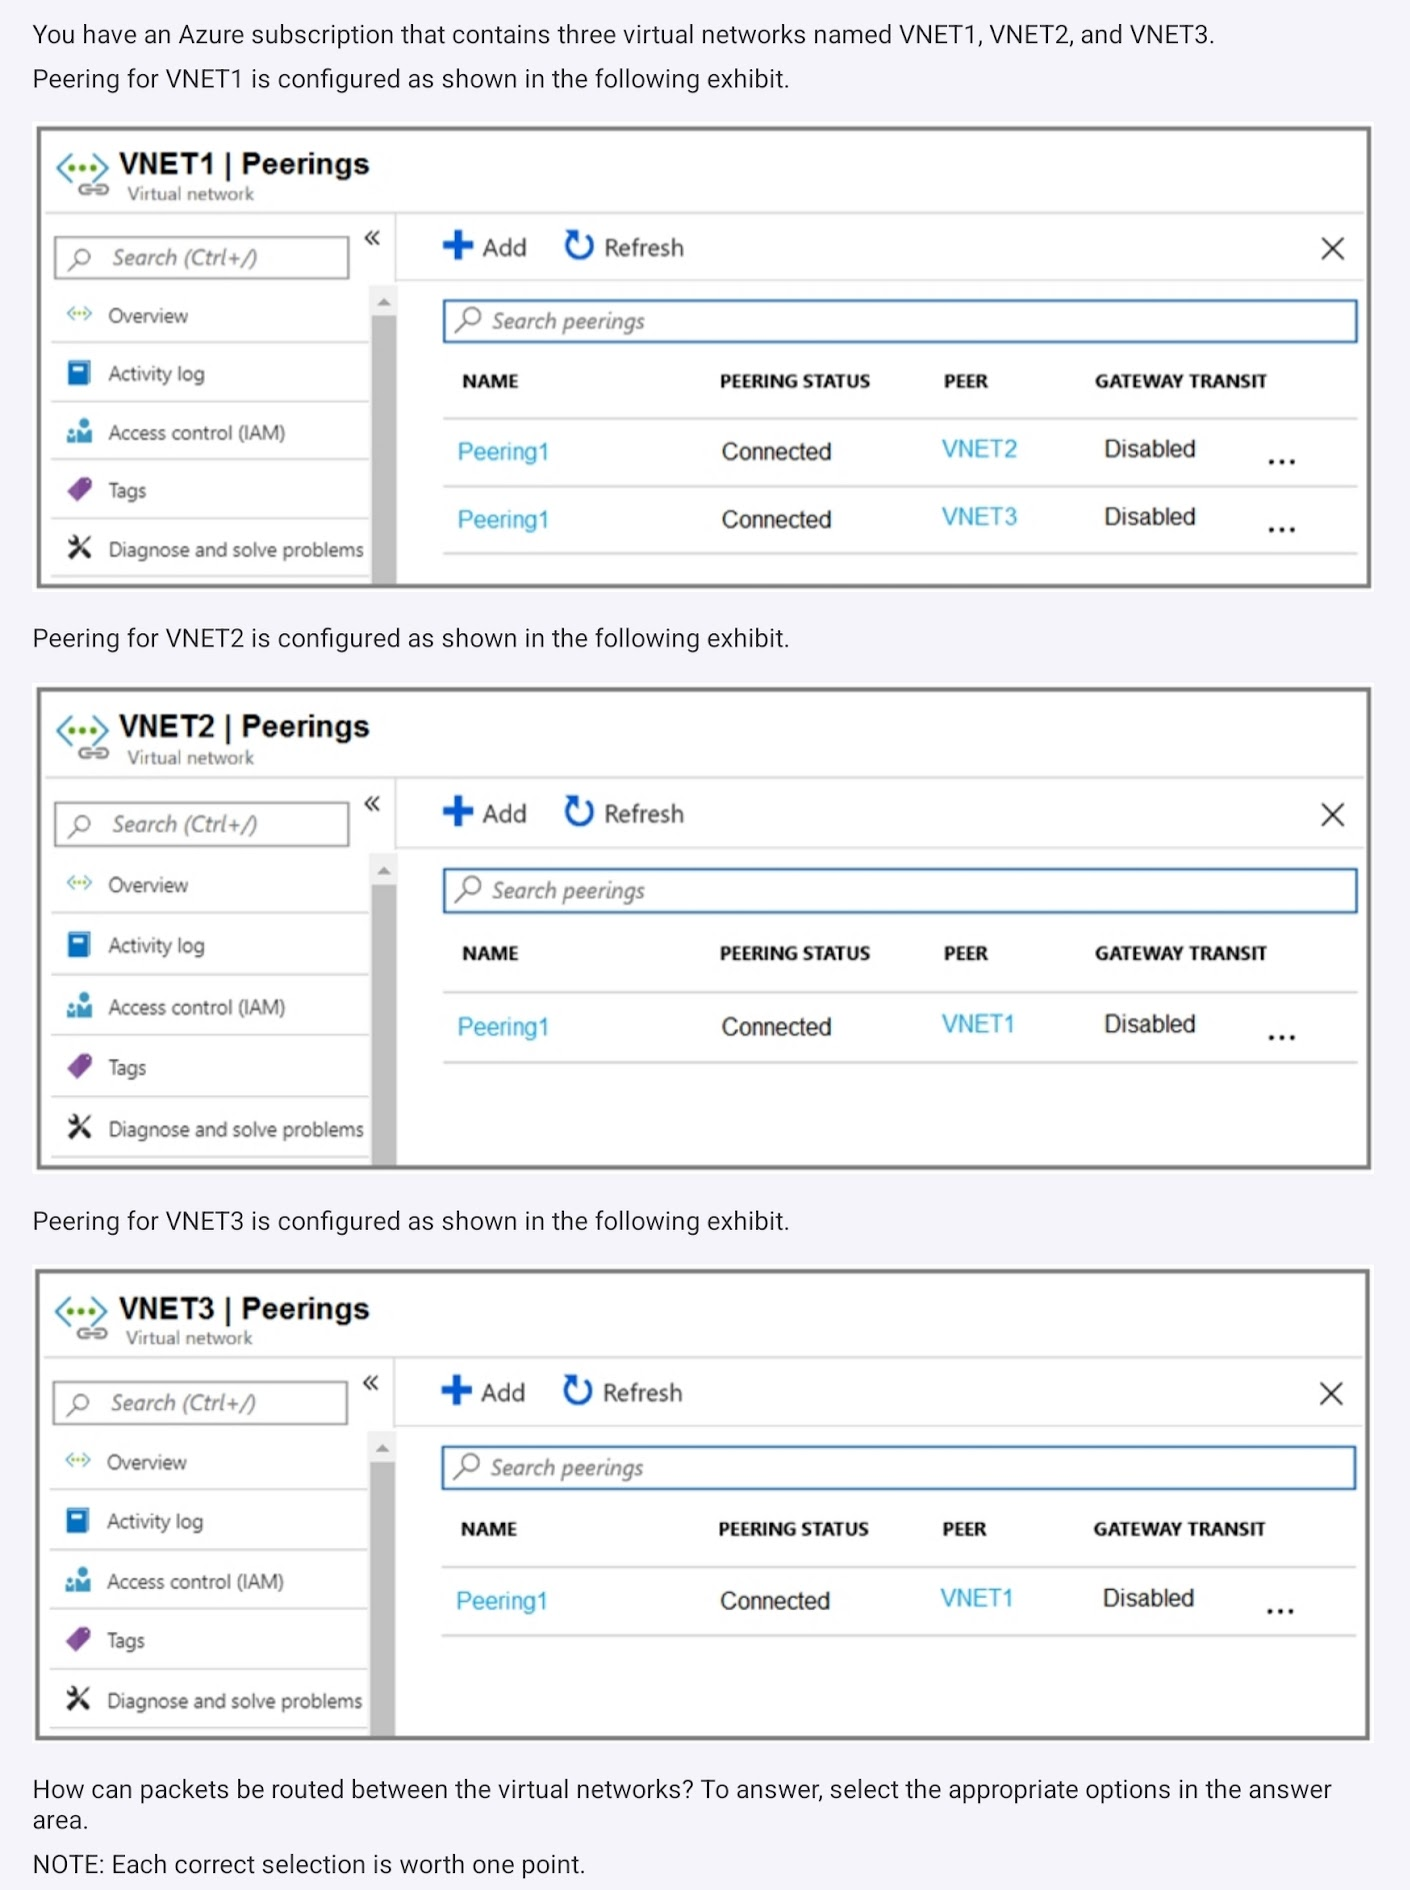 You have an Azure subscription that contains three virtual networks named VNET1, VNET2, and VNET3.
Peering for VNET1 is configured as shown in the following exhibit.
VNET1 | Peerings
Virtual network
Search (Ctrl+/)
«
Add
Refresh
Overview
Search peerings
Activity log
NAME PEERING STATUS PEER GATEWAY TRANSIT
Access control (IAM)
Peering1 Connected VNET2 Disabled ...
Tags
Peering1 Connected VNET3 Disabled ...
Diagnose and solve problems
Peering for VNET2 is configured as shown in the following exhibit.
VNET2 | Peerings
Virtual network
Search (Ctrl+/)
«
Add
Refresh
Overview
Search peerings
Activity log
NAME PEERING STATUS PEER GATEWAY TRANSIT
Access control (IAM)
Peering1 Connected VNET1 Disabled ...
Tags
Diagnose and solve problems
Peering for VNET3 is configured as shown in the following exhibit.
VNET3 | Peerings
Virtual network
Search (Ctrl+/)
«
Add
Refresh
Overview
Search peerings
Activity log
NAME PEERING STATUS PEER GATEWAY TRANSIT
Access control (IAM)
Peering1 Connected VNET1 Disabled ...
Tags
Diagnose and solve problems
How can packets be routed between the virtual networks? To answer, select the appropriate options in the answer
area.
NOTE: Each correct selection is worth one point.